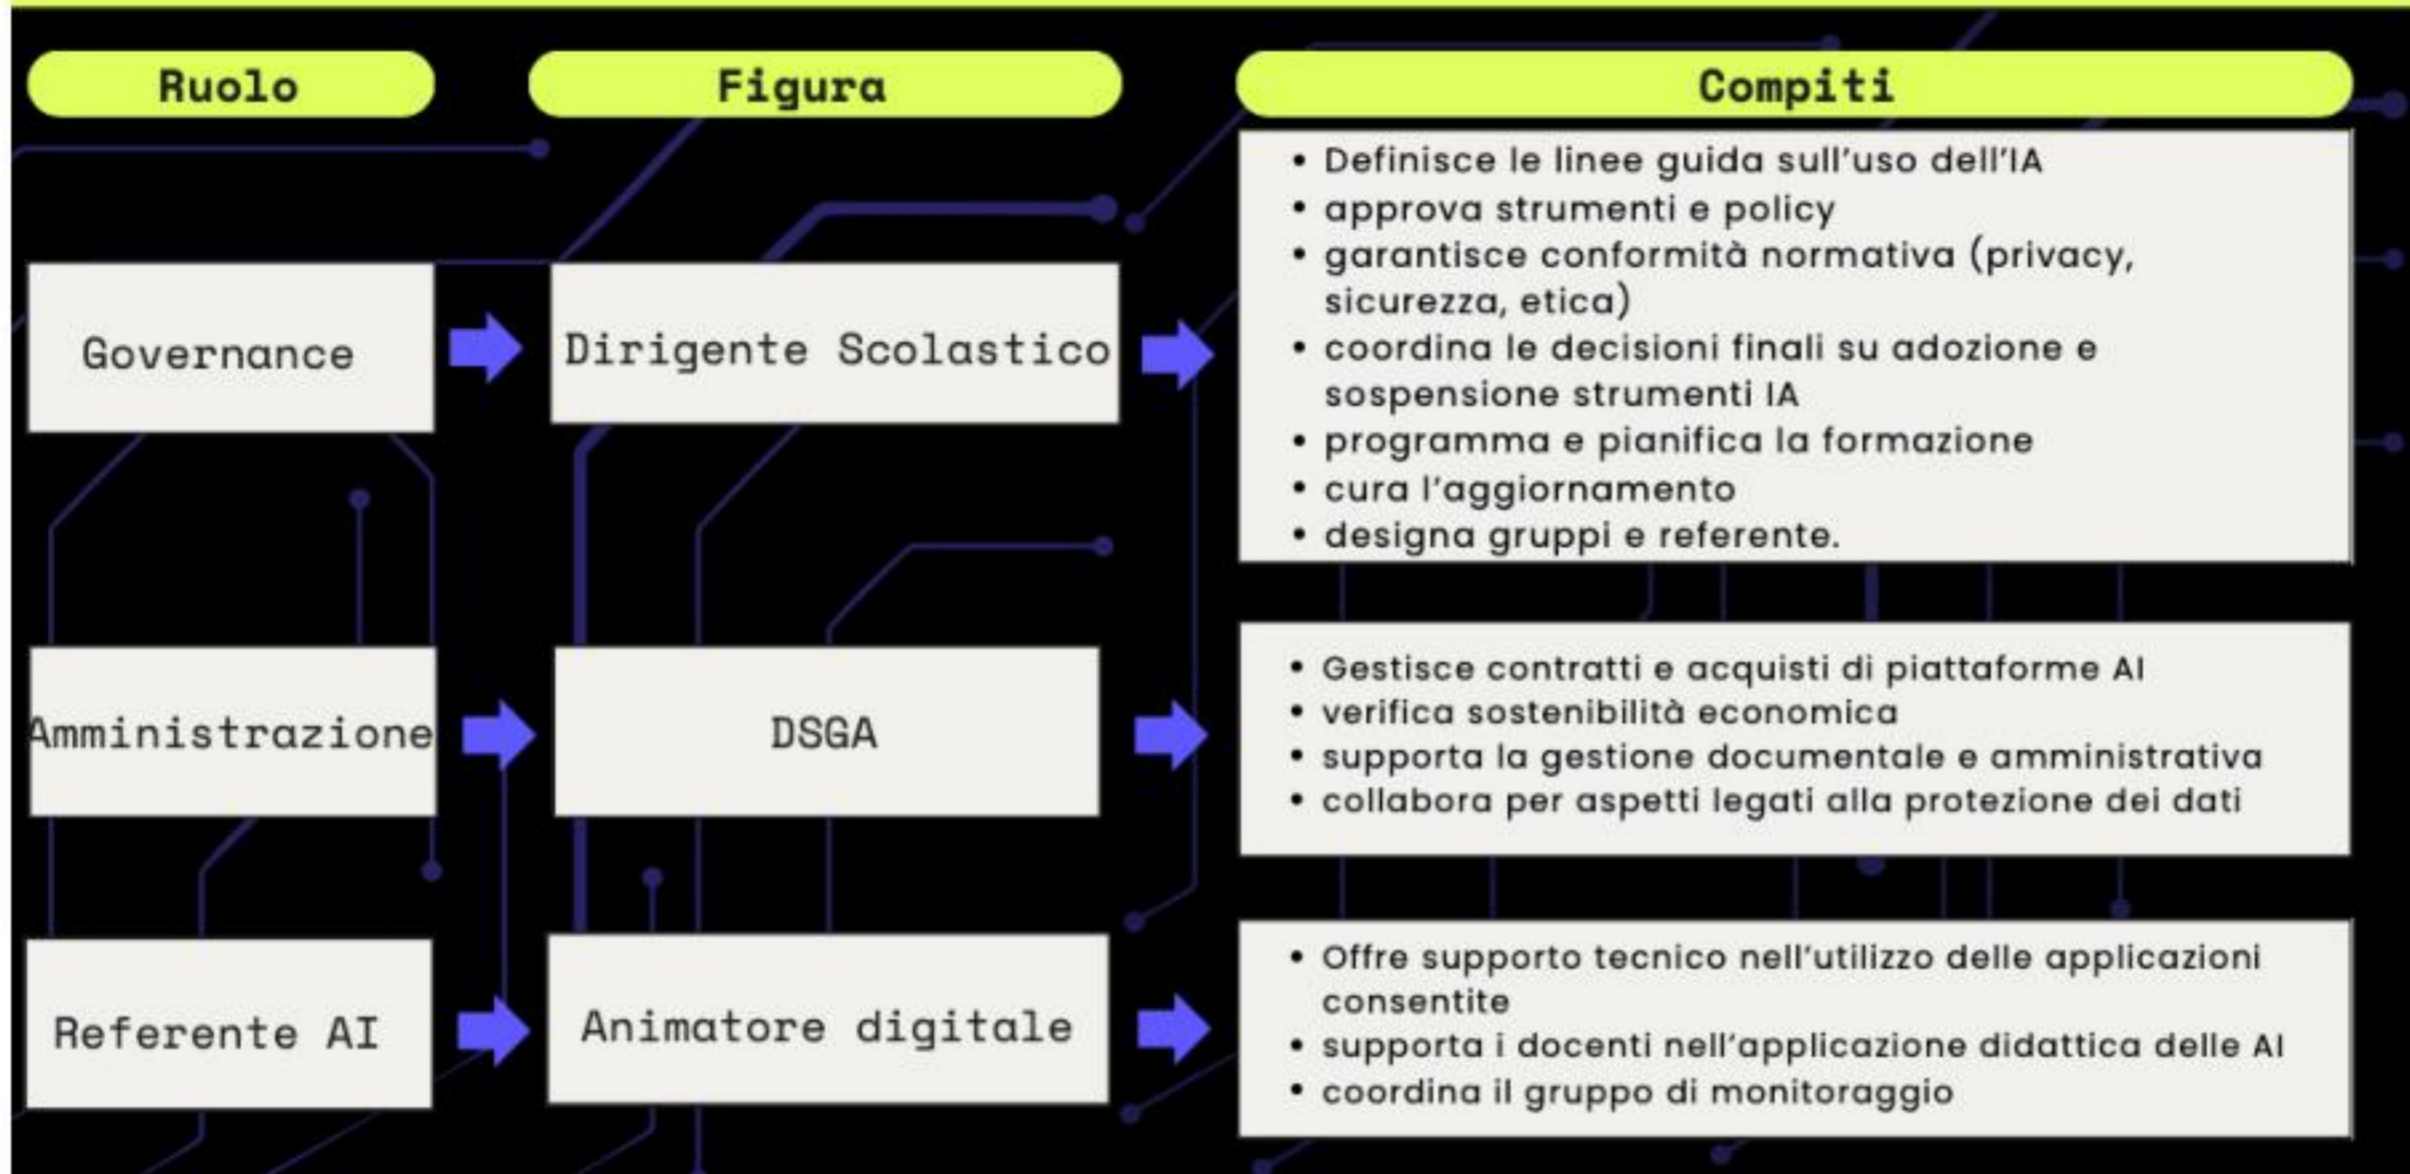 Ruolo
Figura
Compiti
Governance
Dirigente Scolastico
• Definisce le linee guida sull’uso dell’IA
• approva strumenti e policy
• garantisce conformità normativa (privacy,
sicurezza, etica)
• coordina le decisioni finali su adozione e
sospensione strumenti IA
• programma e pianifica la formazione
• cura l’aggiornamento
• designa gruppi e referente.
Amministrazione
DSGA
• Gestisce contratti e acquisti di piattaforme AI
• verifica sostenibilità economica
• supporta la gestione documentale e amministrativa
• collabora per aspetti legati alla protezione dei dati
Referente AI
Animatore digitale
• Offre supporto tecnico nell’utilizzo delle applicazioni
consentite
• supporta i docenti nell’applicazione didattica delle AI
• coordina il gruppo di monitoraggio